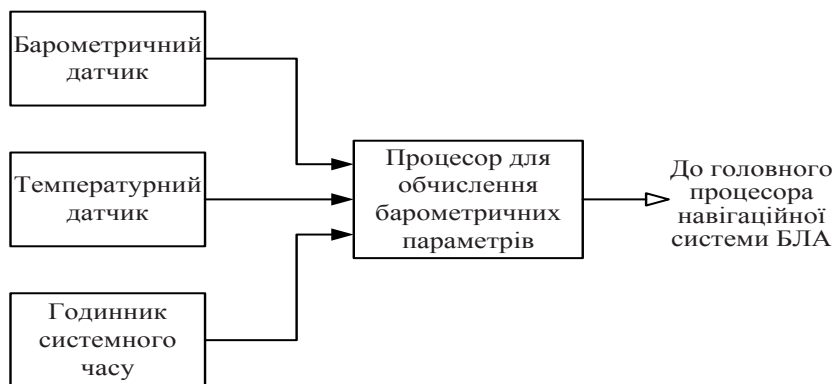 Барометричний
датчик
Температурний
датчик
Годинник
системного
часу
Процесор для
обчислення
барометричних
параметрів
До головного
процесора
навігаційної
системи БЛА